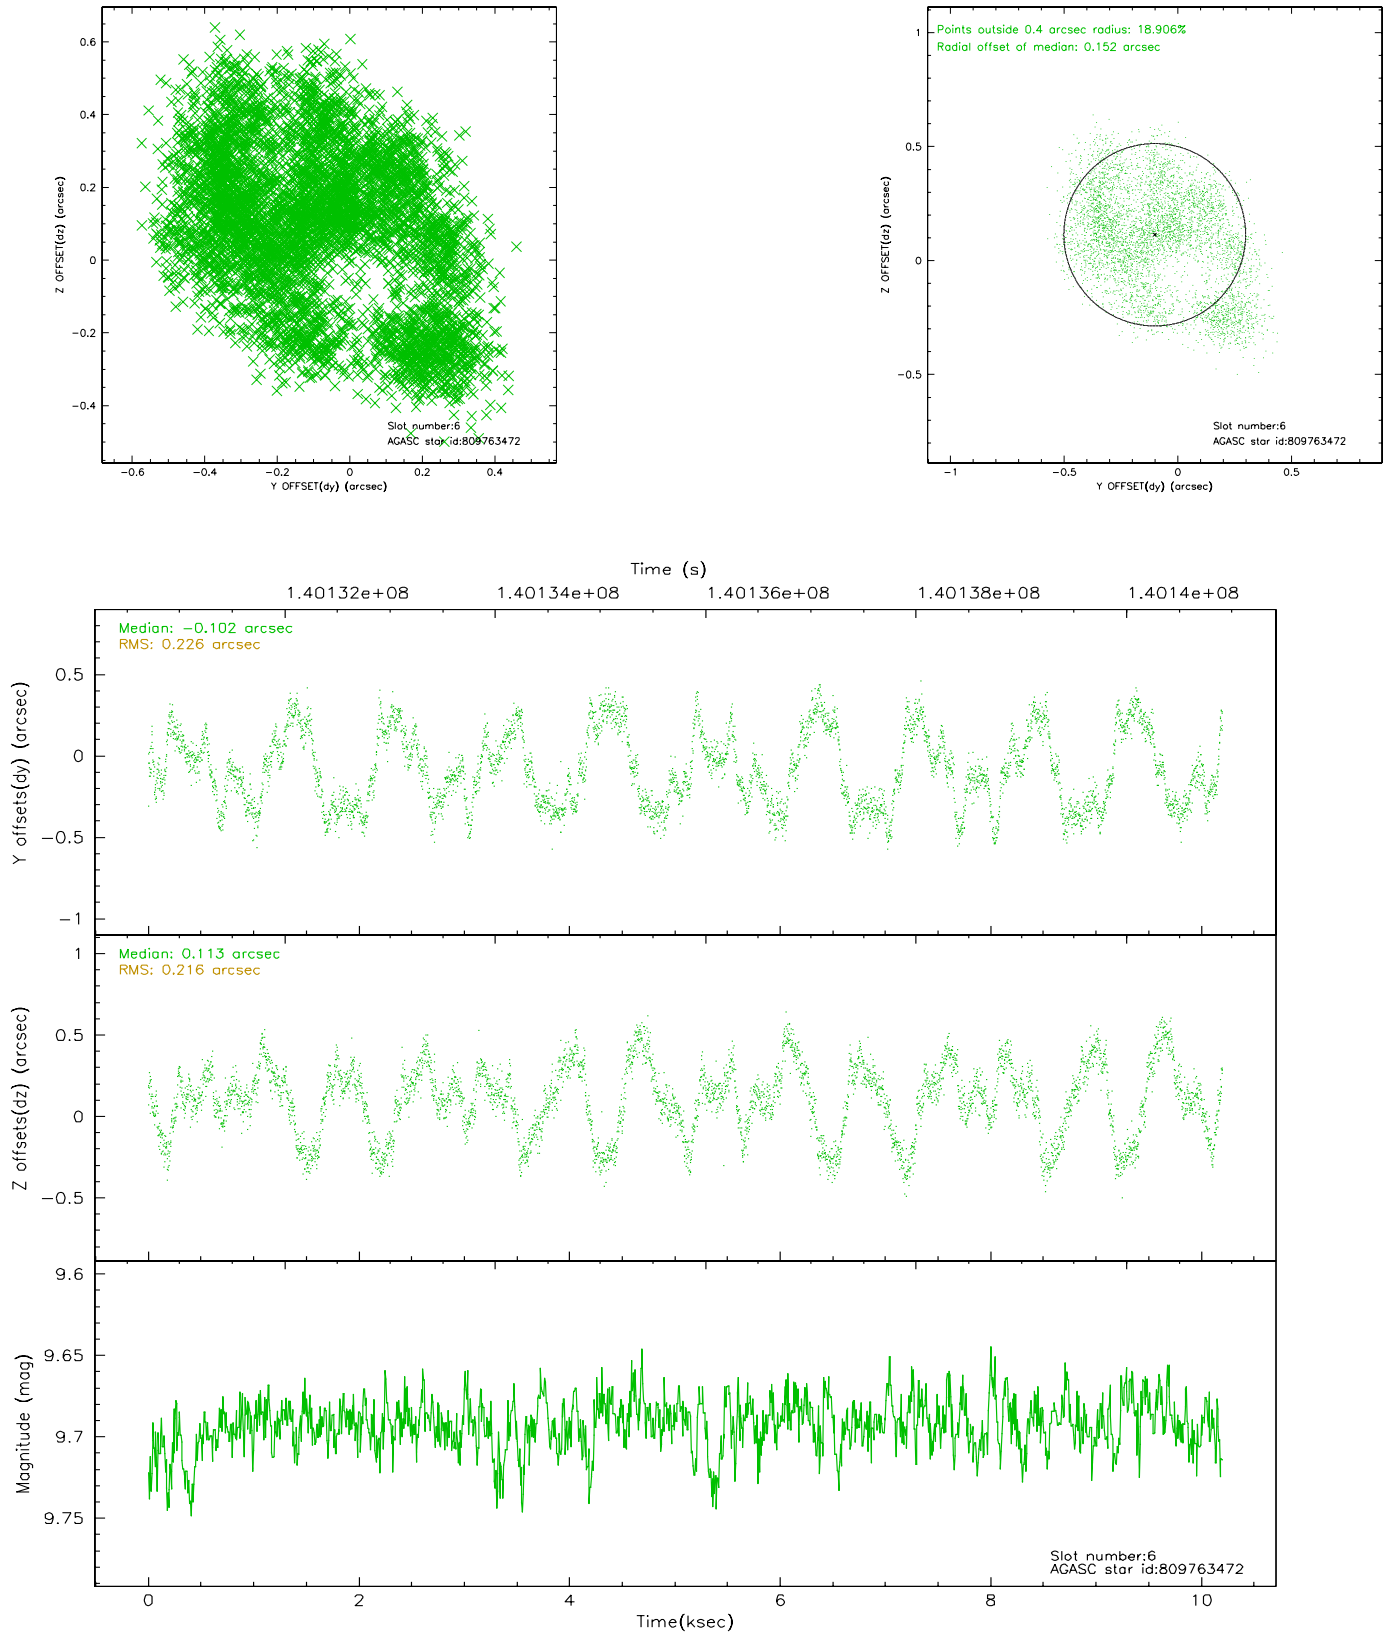 0.6
0.4
0.2
0
−0.2
−0.4
Z OFFSET(dz) (arcsec)
Slot number:6
AGASC star id:809763472
−0.6 −0.4 −0.2 0 0.2 0.4
Y OFFSET(dy) (arcsec)
Points outside 0.4 arcsec radius: 18.906%
Radial offset of median: 0.152 arcsec
1
0.5
0
−0.5
Z OFFSET(dz) (arcsec)
Slot number:6
AGASC star id:809763472
−1 −0.5 0 0.5
Y OFFSET(dy) (arcsec)
Time (s)
1.40132e+08 1.40134e+08 1.40136e+08 1.40138e+08 1.4014e+08
Median: −0.102 arcsec
RMS: 0.226 arcsec
0.5
0
−0.5
−1
Y offsets(dy) (arcsec)
Median: 0.113 arcsec
RMS: 0.216 arcsec
1
0.5
0
−0.5
Z offsets(dz) (arcsec)
9.6
9.65
9.7
9.75
Magnitude (mag)
Slot number:6
AGASC star id:809763472
0 2 4 6 8 10
Time(ksec)